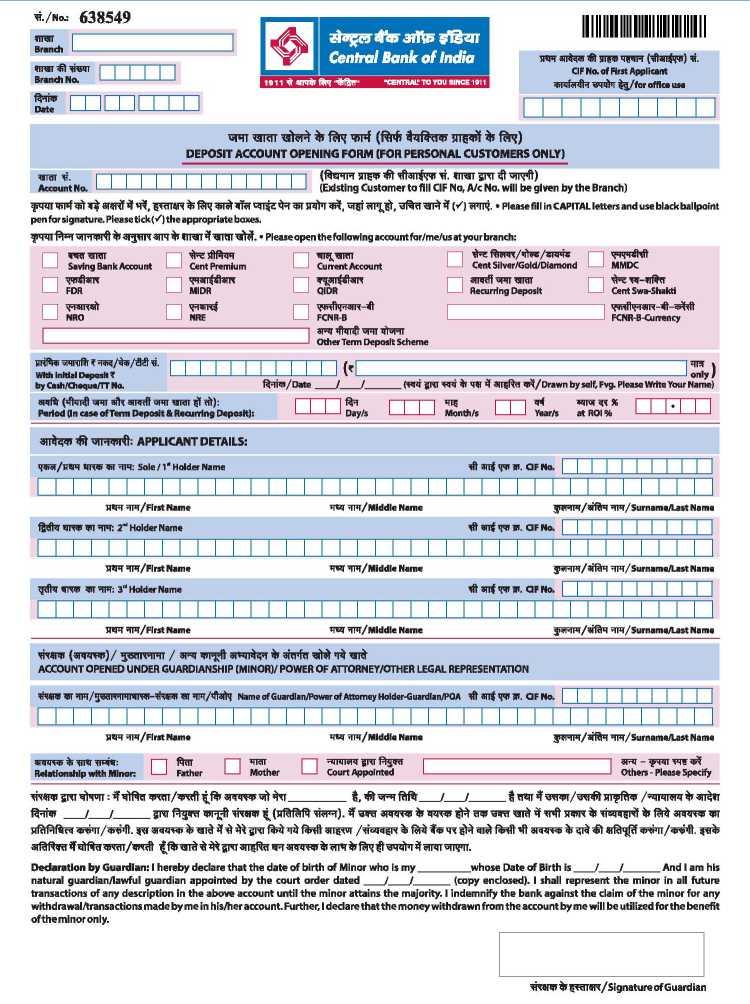 सं./No.: 638549
शाखा
Branch
शाखा की संख्या
Branch No.
दिनांक
Date
सेन्ट्रल बैंक ऑफ़ इंडिया
Central Bank of India
1911 से आपके लिए "केंद्रित" "CENTRAL" TO YOU SINCE 1911
प्रथम आवेदक की ग्राहक पहचान (सीआईएफ) सं.
CIF No. of First Applicant
कार्यालयीन उपयोग हेतु/for office use
जमा खाता खोलने के लिए फार्म (सिर्फ वैयक्तिक ग्राहकों के लिए)
DEPOSIT ACCOUNT OPENING FORM (FOR PERSONAL CUSTOMERS ONLY)
खाता सं.
Account No.
(विद्यमान ग्राहक की सीआईएफ सं. शाखा द्वारा दी जाएगी)
(Existing Customer to fill CIF No, A/c No. will be given by the Branch)
कृपया फार्म को बड़े अक्षरों में भरें, हस्ताक्षर के लिए काले बॉल प्वाइंट पेन का प्रयोग करें, जहां लागू हो, उचित खाने में (✓) लगाएं. • Please fill in CAPITAL letters and use black ballpoint
pen for signature. Please tick (✓) the appropriate boxes.
कृपया निम्न जानकारी के अनुसार आप के शाखा में खाता खोलें. • Please open the following account for/me/us at your branch:
बचत खाता
Saving Bank Account
सेन्ट प्रीमियम
Cent Premium
चालू खाता
Current Account
सेन्ट सिलवर/गोल्ड/डायमंड
Cent Silver/Gold/Diamond
एमएमडीसी
MMDC
एफडीआर
FDR
एमआईडीआर
MIDR
क्यूआईडीआर
QIDR
आवर्ती जमा खाता
Recurring Deposit
सेन्ट स्व-शक्ति
Cent Swa-Shakti
एनआरओ
NRO
एनआरई
NRE
एफसीएनआर-बी
FCNR-B
एफसीएनआर-बी-करेंसी
FCNR-B-Currency
अन्य मीयादी जमा योजना
Other Term Deposit Scheme
प्रारंभिक जमाराशि ₹ नकद/चेक/टीटी सं.
With Initial Deposit ₹
by Cash/Cheque/TT No.
(₹
मात्र
only)
दिनांक/Date ____/____/______ (स्वयं द्वारा स्वयं के पक्ष में आहरित करें/Drawn by self, Fvg. Please Write Your Name)
अवधि (मीयादी जमा और आवर्ती जमा खाता हों तो):
Period (In case of Term Deposit & Recurring Deposit):
दिन
Day/s
माह
Month/s
वर्ष
Year/s
ब्याज दर %
at ROI %
आवेदक की जानकारी: APPLICANT DETAILS:
एकल/प्रथम धारक का नाम: Sole / 1st Holder Name सी आई एफ क्र. CIF No.
प्रथम नाम/First Name मध्य नाम/Middle Name कुलनाम/अंतिम नाम/Surname/Last Name
द्वितीय धारक का नाम: 2nd Holder Name सी आई एफ क्र. CIF No.
प्रथम नाम/First Name मध्य नाम/Middle Name कुलनाम/अंतिम नाम/Surname/Last Name
तृतीय धारक का नाम: 3rd Holder Name सी आई एफ क्र. CIF No.
प्रथम नाम/First Name मध्य नाम/Middle Name कुलनाम/अंतिम नाम/Surname/Last Name
संरक्षक (अवयस्क)/ मुख्तारनामा / अन्य कानूनी अभ्यावेदन के अंतर्गत खोले गये खाते
ACCOUNT OPENED UNDER GUARDIANSHIP (MINOR)/ POWER OF ATTORNEY/OTHER LEGAL REPRESENTATION
संरक्षक का नाम/मुख्तारनामाधारक-संरक्षक का नाम/पीओए Name of Guardian/Power of Attorney Holder-Guardian/POA सी आई एफ क्र. CIF No.
प्रथम नाम/First Name मध्य नाम/Middle Name कुलनाम/अंतिम नाम/Surname/Last Name
अवयस्क के साथ सम्बंध:
Relationship with Minor:
पिता
Father
माता
Mother
न्यायालय द्वारा नियुक्त
Court Appointed
अन्य - कृपया स्पष्ट करें
Others - Please Specify
संरक्षक द्वारा घोषणा : मैं घोषित करता/करती हूं कि अवयस्क जो मेरा __________ है, की जन्म तिथि ____/____/______ है तथा मैं उसका/उसकी प्राकृतिक /न्यायालय के आदेश
दिनांक ____/____/______ द्वारा नियुक्त कानूनी संरक्षक हूं (प्रतिलिपि संलग्न). मैं उक्त अवयस्क के वयस्क होने तक उक्त खाते में सभी प्रकार के संव्यवहारों के लिये अवयस्क का
प्रतिनिधित्व करुंगा/करुंगी. इस अवयस्क के खाते में से मेरे द्वारा किये गये किसी आहरण /संव्यवहार के लिये बैंक पर होने वाले किसी भी अवयस्क के दावे की क्षतिपूर्ति करुंगा/करुंगी. इसके
अतिरिक्त मैं घोषित करता/करती हूँ कि खाते से मेरे द्वारा आहरित धन अवयस्क के लाभ के लिए ही उपयोग में लाया जाएगा.
Declaration by Guardian: I hereby declare that the date of birth of Minor who is my __________whose Date of Birth is ____/____/______ And I am his
natural guardian/lawful guardian appointed by the court order dated ____/____/______ (copy enclosed). I shall represent the minor in all future
transactions of any description in the above account until the minor attains the majority. I indemnify the bank against the claim of the minor for any
withdrawal/transactions made by me in his/her account. Further, I declare that the money withdrawn from the account by me will be utilized for the benefit
of the minor only.
संरक्षक के हस्ताक्षर/Signature of Guardian